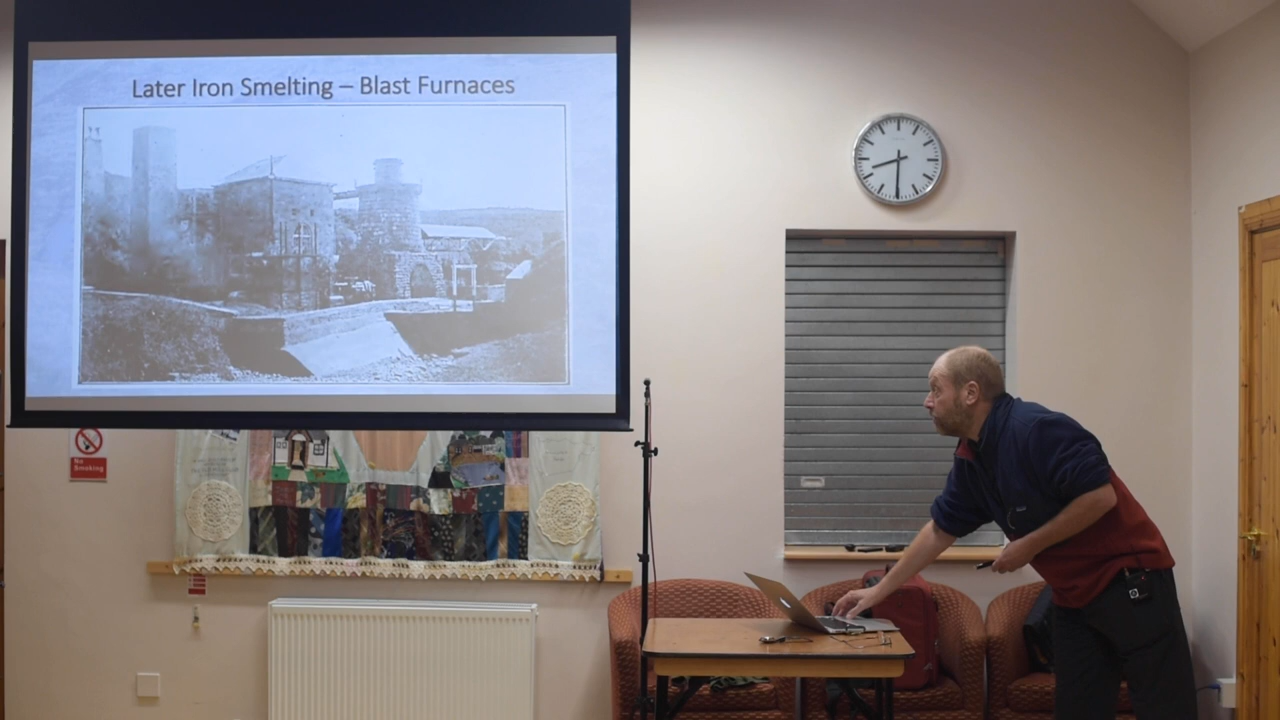 Later Iron Smelting – Blast Furnaces
No
Smoking